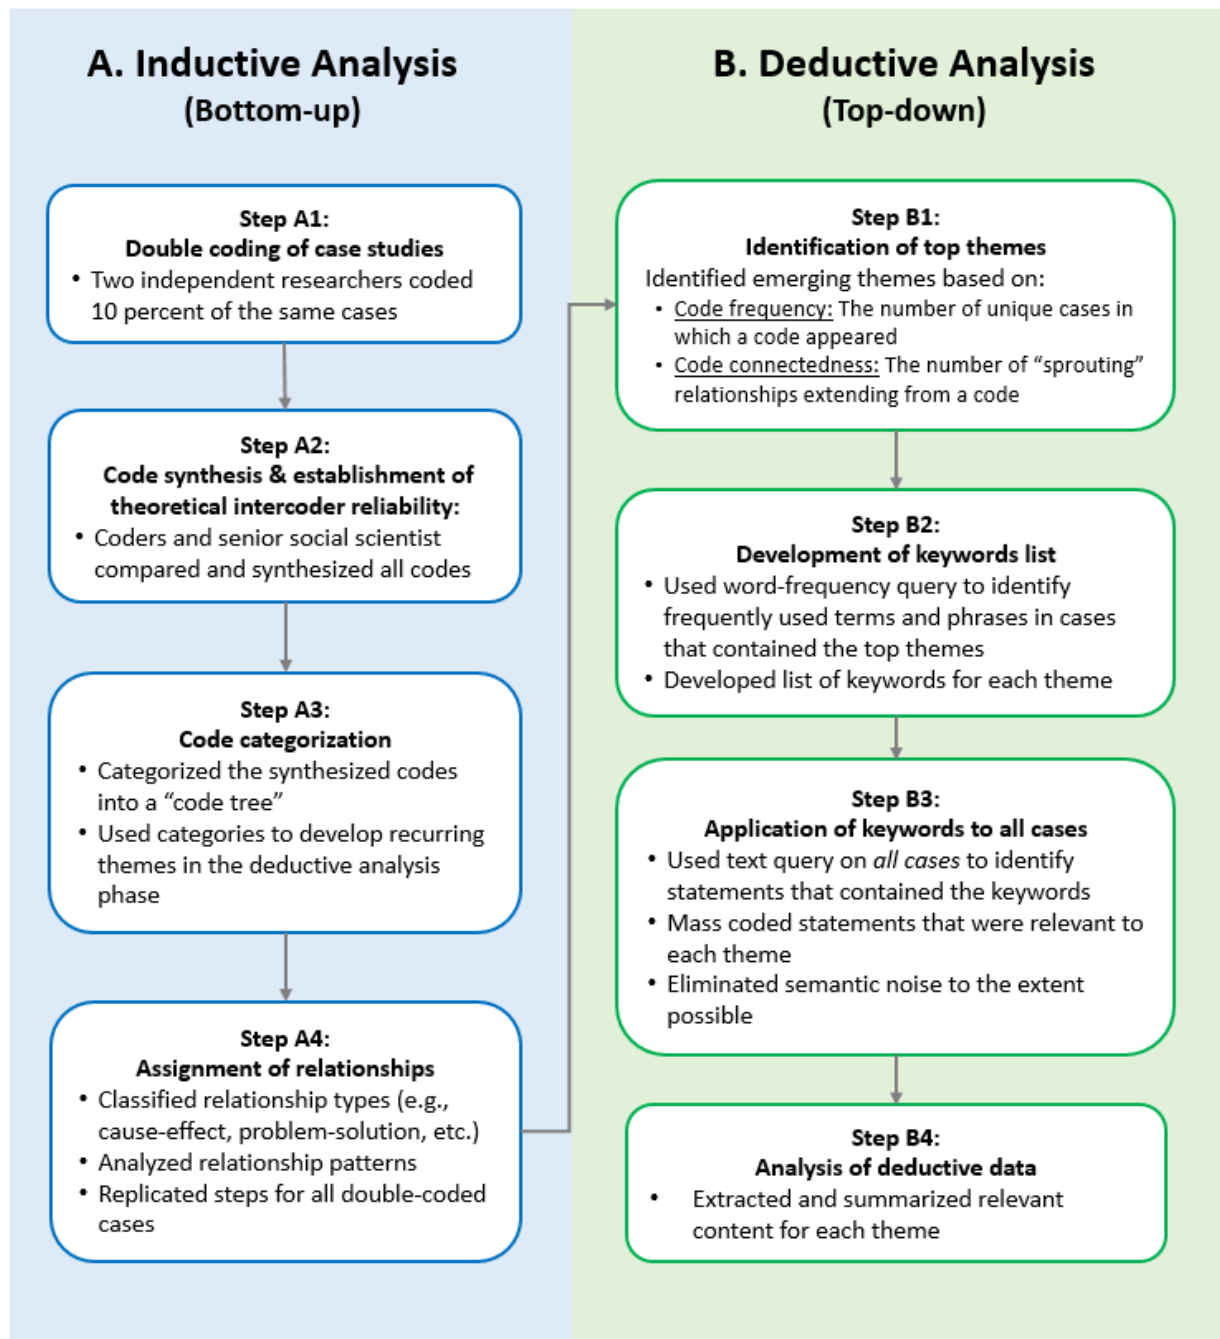 A. Inductive Analysis
(Bottom-up)
Step A1:
Double coding of case studies
• Two independent researchers coded
10 percent of the same cases
Step A2:
Code synthesis & establishment of
theoretical intercoder reliability:
• Coders and senior social scientist
compared and synthesized all codes
Step A3:
Code categorization
• Categorized the synthesized codes
into a “code tree”
• Used categories to develop recurring
themes in the deductive analysis
phase
Step A4:
Assignment of relationships
• Classified relationship types (e.g.,
cause-effect, problem-solution, etc.)
• Analyzed relationship patterns
• Replicated steps for all double-coded
cases
B. Deductive Analysis
(Top-down)
Step B1:
Identification of top themes
Identified emerging themes based on:
• Code frequency: The number of unique cases in
which a code appeared
• Code connectedness: The number of “sprouting”
relationships extending from a code
Step B2:
Development of keywords list
• Used word-frequency query to identify
frequently used terms and phrases in cases
that contained the top themes
• Developed list of keywords for each theme
Step B3:
Application of keywords to all cases
• Used text query on all cases to identify
statements that contained the keywords
• Mass coded statements that were relevant to
each theme
• Eliminated semantic noise to the extent
possible
Step B4:
Analysis of deductive data
• Extracted and summarized relevant
content for each theme